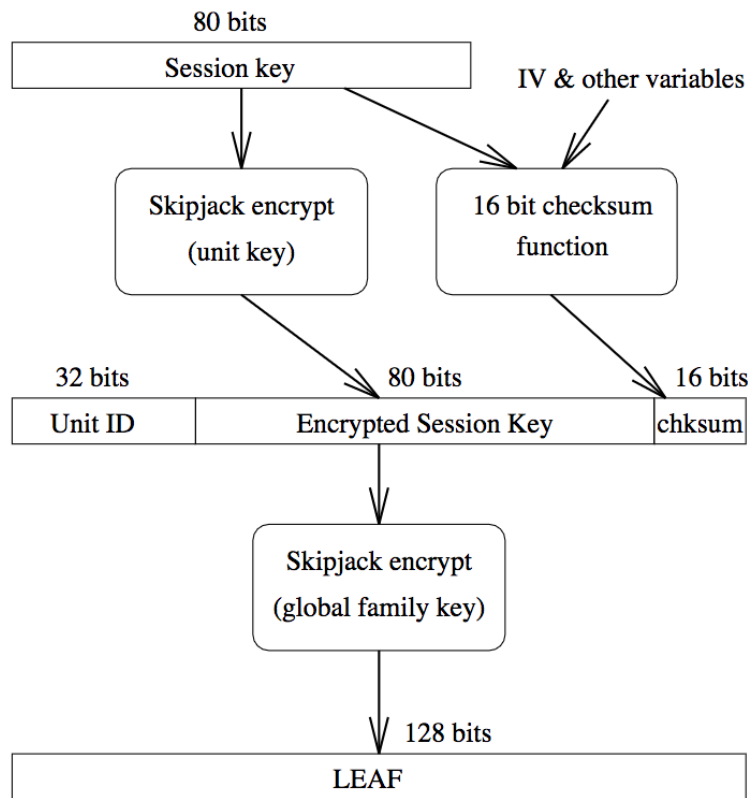 80 bits
Session key
IV & other variables
Skipjack encrypt
(unit key)
16 bit checksum
function
32 bits
80 bits
16 bits
Unit ID
Encrypted Session Key
chksum
Skipjack encrypt
(global family key)
128 bits
LEAF